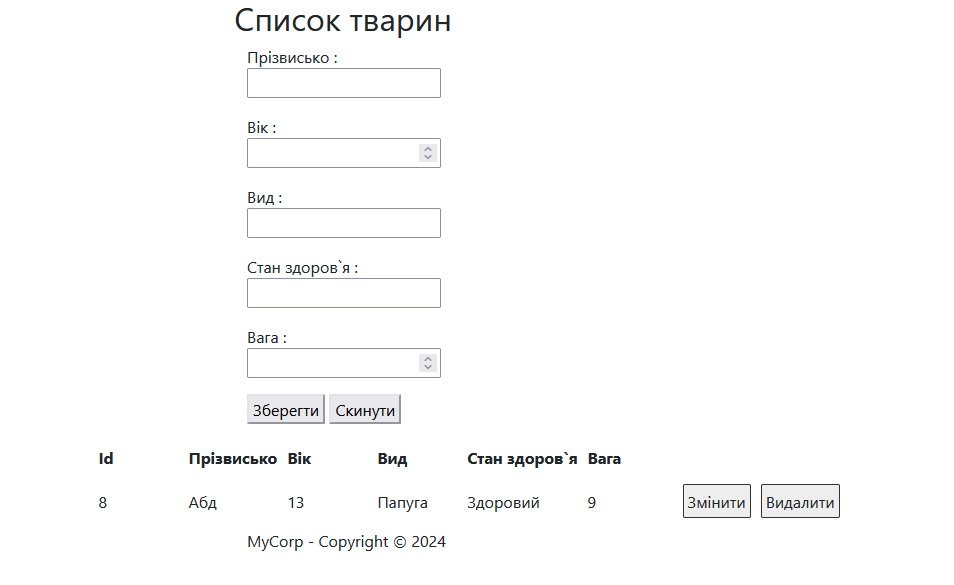 Список тварин
Прізвисько :
Вік :
Вид :
Стан здоров`я :
Вага :
Зберегти Скинути
Id Прізвисько Вік Вид Стан здоров`я Вага
8 Абд 13 Папуга Здоровий 9 Змінити Видалити
MyCorp - Copyright © 2024